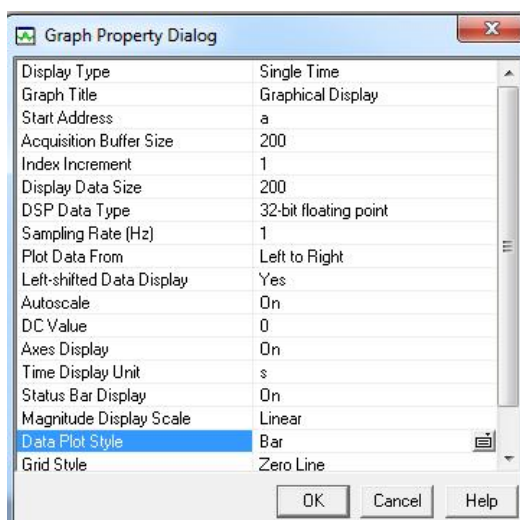 Graph Property Dialog
Display Type Single Time
Graph Title Graphical Display
Start Address a
Acquisition Buffer Size 200
Index Increment 1
Display Data Size 200
DSP Data Type 32-bit floating point
Sampling Rate (Hz) 1
Plot Data From Left to Right
Left-shifted Data Display Yes
Autoscale On
DC Value 0
Axes Display On
Time Display Unit s
Status Bar Display On
Magnitude Display Scale Linear
Data Plot Style Bar
Grid Style Zero Line
OK Cancel Help